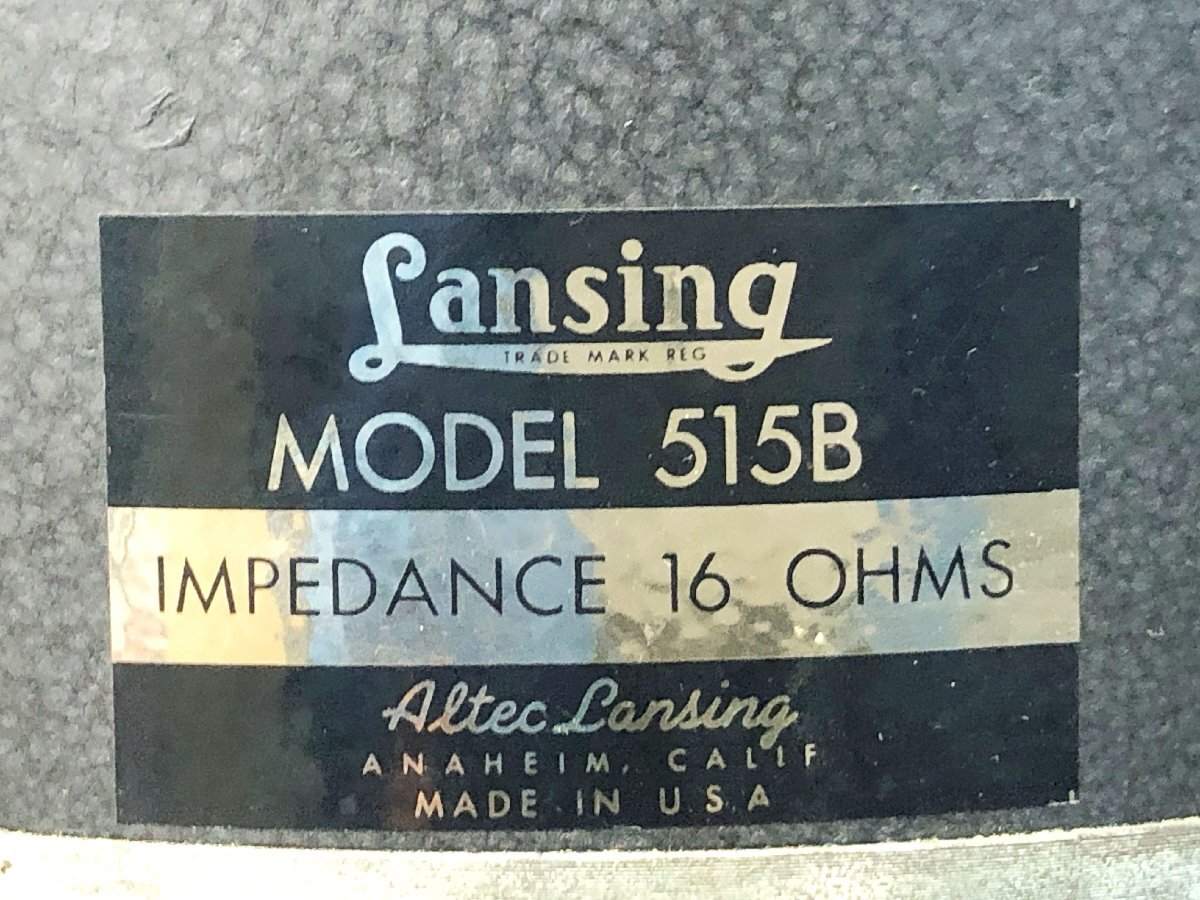 Lansing
TRADE MARK REG
MODEL 515B
IMPEDANCE 16 OHMS
Altec Lansing
ANAHEIM, CALIF
MADE IN U.S.A